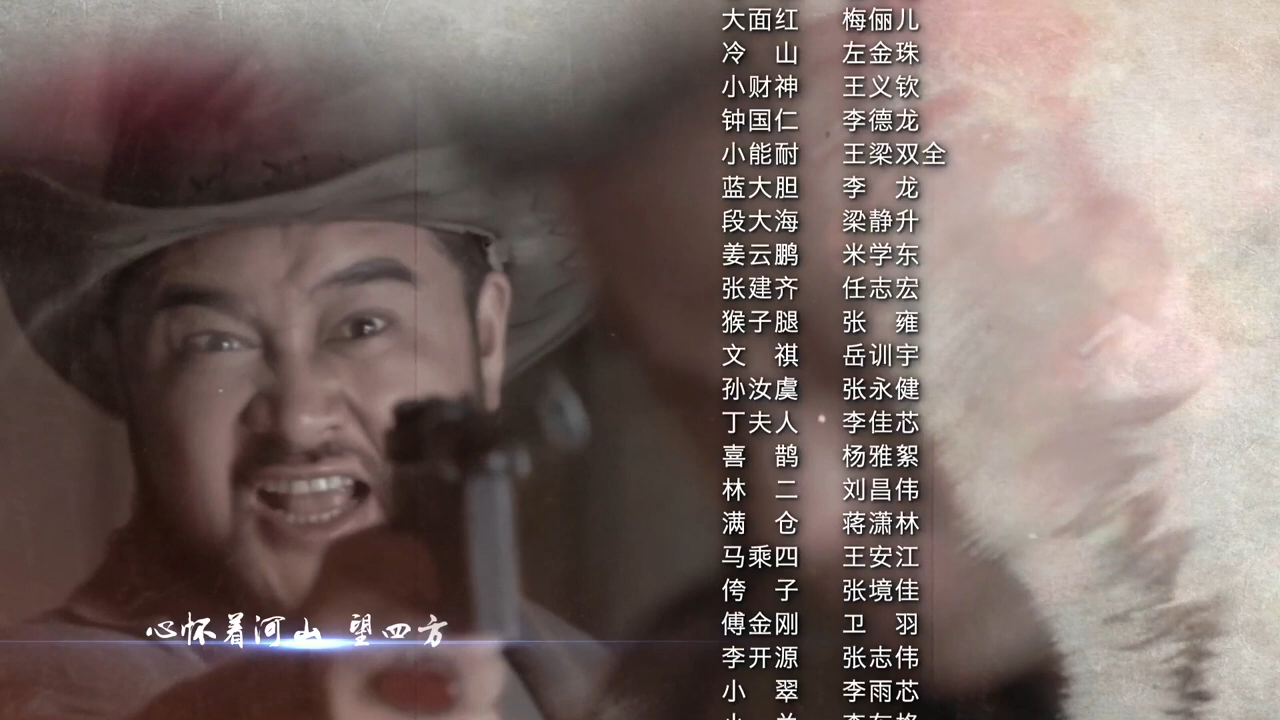 大面红 梅俪儿
冷 山 左金珠
小财神 王义钦
钟国仁 李德龙
小能耐 王梁双全
蓝大胆 李 龙
段大海 梁静升
姜云鹏 米学东
张建齐 任志宏
猴子腿 张 雍
文 祺 岳训宇
孙汝虞 张永健
丁夫人 李佳芯
喜 鹊 杨雅絮
林 二 刘昌伟
满 仓 蒋潇林
马乘四 王安江
侉 子 张境佳
傅金刚 卫 羽
李开源 张志伟
小 翠 李雨芯
心怀着河山 望四方